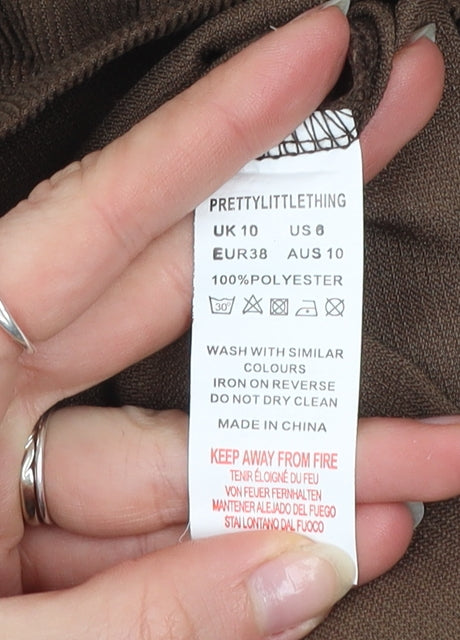 PRETTYLITTLETHING
UK 10 US 6
EUR38 AUS 10
100%POLYESTER
30°
WASH WITH SIMILAR
COLOURS
IRON ON REVERSE
DO NOT DRY CLEAN
MADE IN CHINA
KEEP AWAY FROM FIRE
TENIR ÉLOIGNÉ DU FEU
VON FEUER FERNHALTEN
MANTENER ALEJADO DEL FUEGO
STAI LONTANO DAL FUOCO